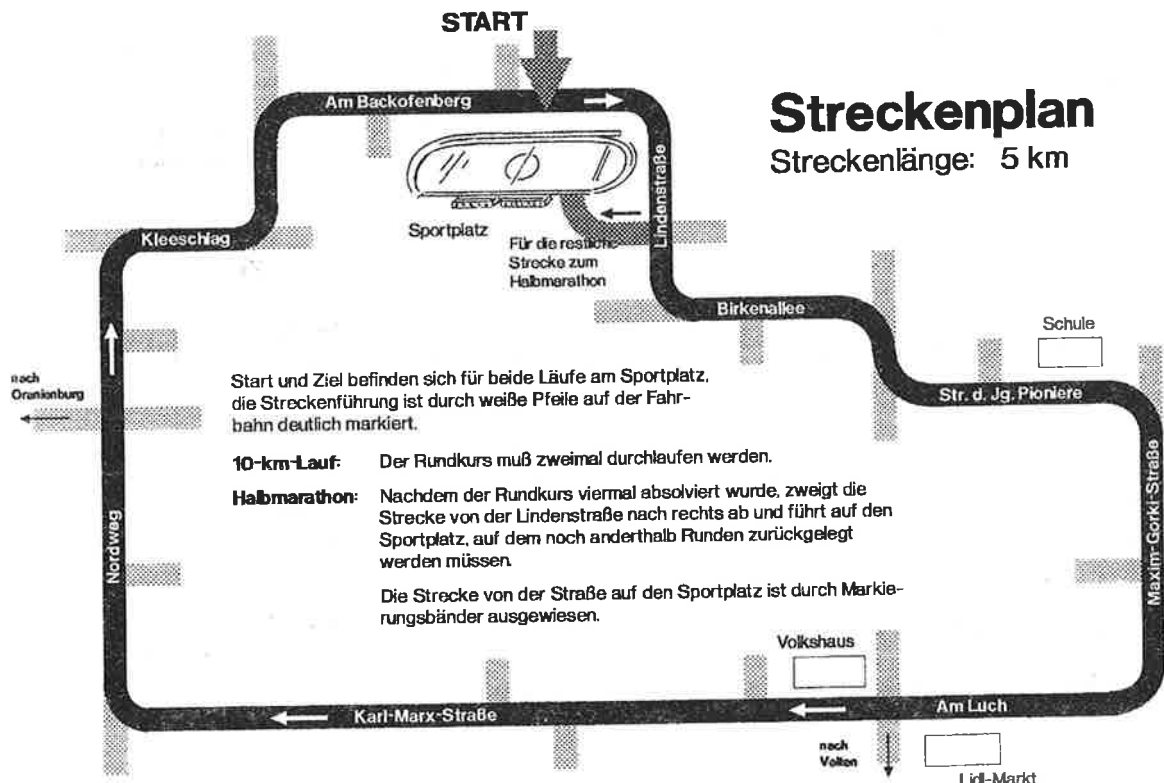 START
Streckenplan
Streckenlänge: 5 km
Am Backofenberg
Lindenstraße
Sportplatz
Für die restliche
Strecke zum
Halbmarathon
Kleeschlag
Birkenallee
Schule
nach
Oranienburg
Str. d. Jg. Pioniere
Maxim-Gorki-Straße
Nordweg
Start und Ziel befinden sich für beide Läufe am Sportplatz,
die Streckenführung ist durch weiße Pfeile auf der Fahr-
bahn deutlich markiert.
10-km-Lauf: Der Rundkurs muß zweimal durchlaufen werden.
Halbmarathon: Nachdem der Rundkurs viermal absolviert wurde, zweigt die
Strecke von der Lindenstraße nach rechts ab und führt auf den
Sportplatz, auf dem noch anderthalb Runden zurückgelegt
werden müssen.
Die Strecke von der Straße auf den Sportplatz ist durch Markie-
rungsbänder ausgewiesen.
Volkshaus
Am Luch
Karl-Marx-Straße
nach
Velten
Lidl-Markt